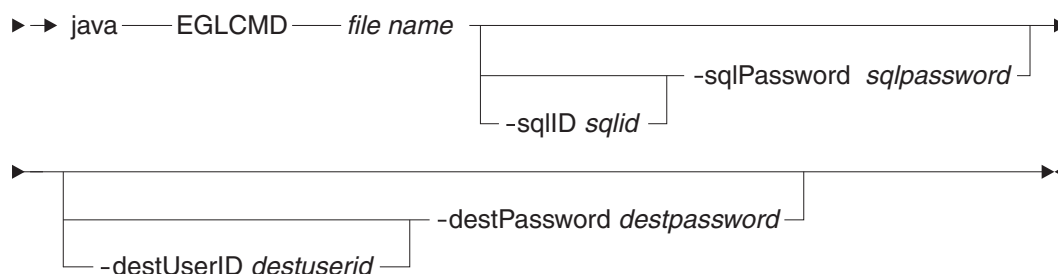 java EGLCMD file name
-sqlPassword sqlpassword
-sqlID sqlid
-destPassword destpassword
-destUserID destuserid